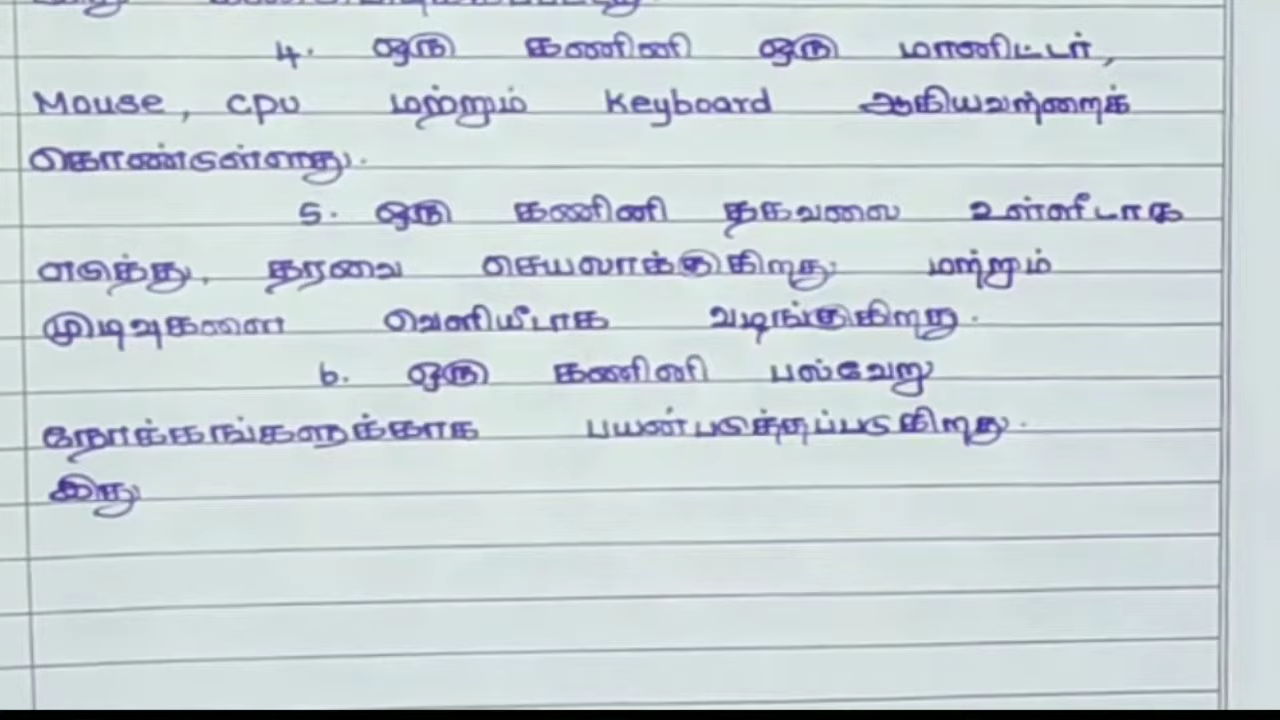 4. ஒரு கணினி ஒரு மானிட்டர்,
Mouse, CPU மற்றும் Keyboard ஆகியவற்றைக்
கொண்டுள்ளது.
5. ஒரு கணினி தகவலை உள்ளீடாக
எடுத்து, தரவை செயலாக்குகிறது மற்றும்
முடிவுகளை வெளியீடாக வழங்குகிறது.
6. ஒரு கணினி பல்வேறு
நோக்கங்களுக்காக பயன்படுத்தப்படுகிறது.
இது